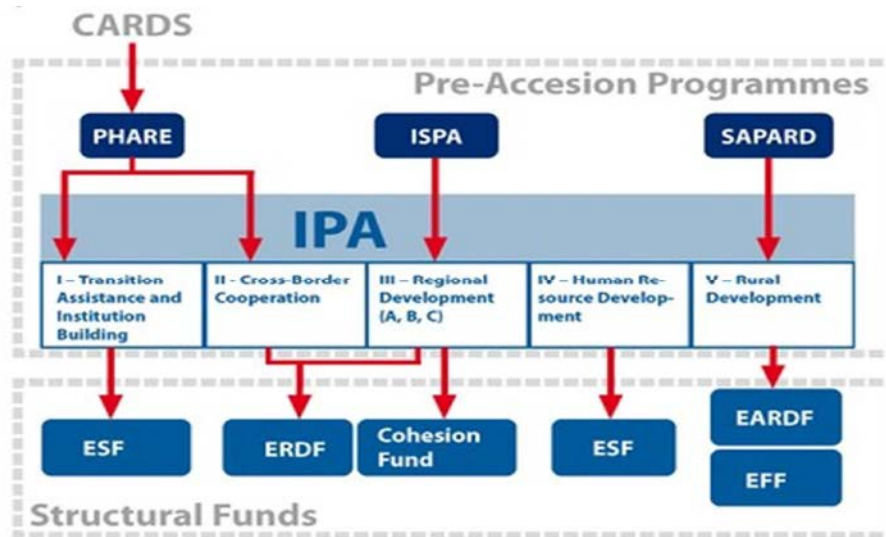 CARDS
Pre-Accesion Programmes
PHARE
ISPA
SAPARD
IPA
I – Transition
Assistance and
Institution
Building
II - Cross-Border
Cooperation
III – Regional
Development
(A, B, C)
IV – Human Re-
source Develop-
ment
V – Rural
Development
ESF
ERDF
Cohesion
Fund
ESF
EARDF
EFF
Structural Funds